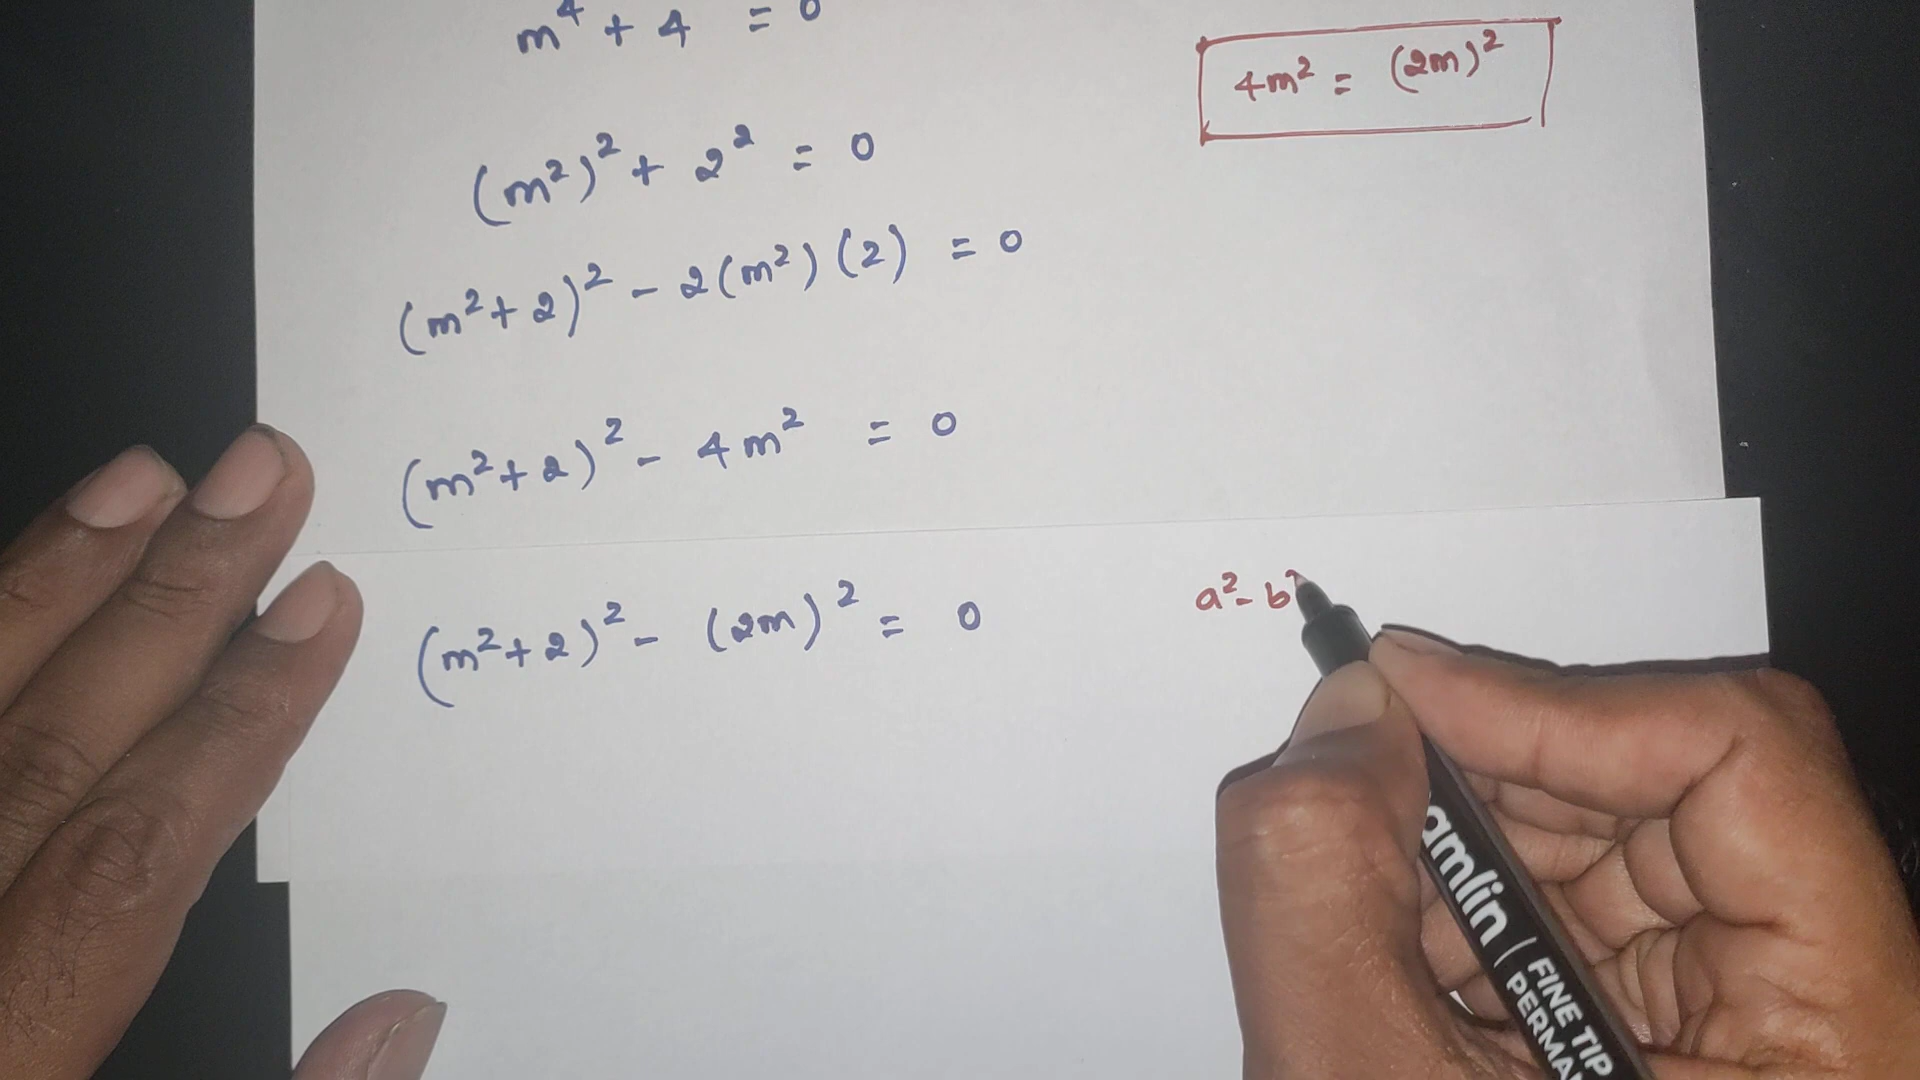 m⁴ + 4 = 0
4m² = (2m)²
(m²)² + 2² = 0
(m²+2)² - 2(m²)(2) = 0
(m²+2)² - 4m² = 0
(m²+2)² - (2m)² = 0
a² - b²
amlin
FINE TIP